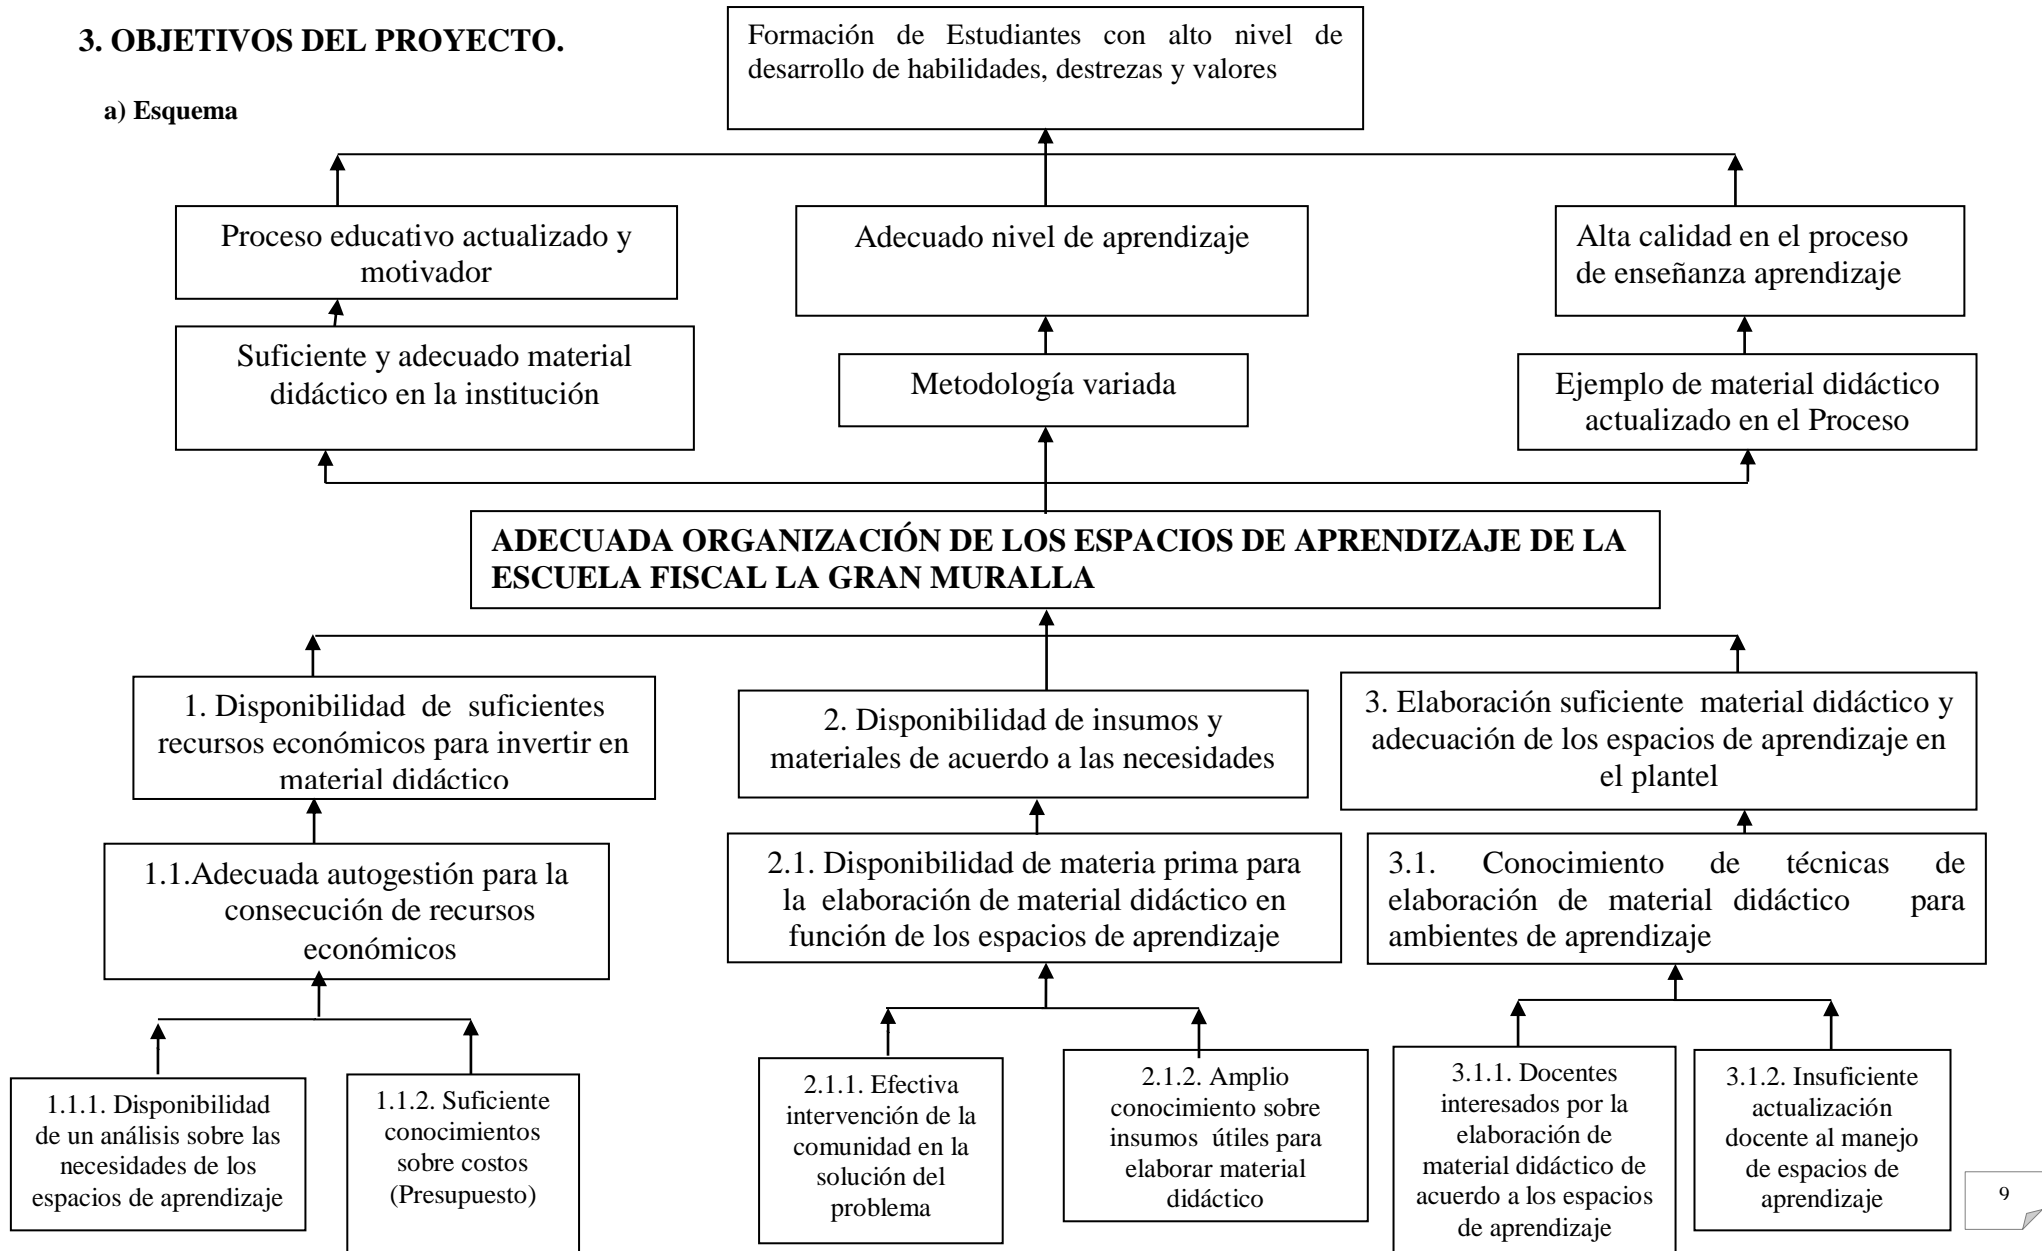 3. OBJETIVOS DEL PROYECTO.
a) Esquema
Formación de Estudiantes con alto nivel de
desarrollo de habilidades, destrezas y valores
Proceso educativo actualizado y
motivador
Adecuado nivel de aprendizaje
Alta calidad en el proceso
de enseñanza aprendizaje
Suficiente y adecuado material
didáctico en la institución
Metodología variada
Ejemplo de material didáctico
actualizado en el Proceso
ADECUADA ORGANIZACIÓN DE LOS ESPACIOS DE APRENDIZAJE DE LA
ESCUELA FISCAL LA GRAN MURALLA
1. Disponibilidad de suficientes
recursos económicos para invertir en
material didáctico
2. Disponibilidad de insumos y
materiales de acuerdo a las necesidades
3. Elaboración suficiente material didáctico y
adecuación de los espacios de aprendizaje en
el plantel
1.1.Adecuada autogestión para la
consecución de recursos
económicos
2.1. Disponibilidad de materia prima para
la elaboración de material didáctico en
función de los espacios de aprendizaje
3.1. Conocimiento de técnicas de
elaboración de material didáctico para
ambientes de aprendizaje
1.1.1. Disponibilidad
de un análisis sobre las
necesidades de los
espacios de aprendizaje
1.1.2. Suficiente
conocimientos
sobre costos
(Presupuesto)
2.1.1. Efectiva
intervención de la
comunidad en la
solución del
problema
2.1.2. Amplio
conocimiento sobre
insumos útiles para
elaborar material
didáctico
3.1.1. Docentes
interesados por la
elaboración de
material didáctico de
acuerdo a los espacios
de aprendizaje
3.1.2. Insuficiente
actualización
docente al manejo
de espacios de
aprendizaje
9